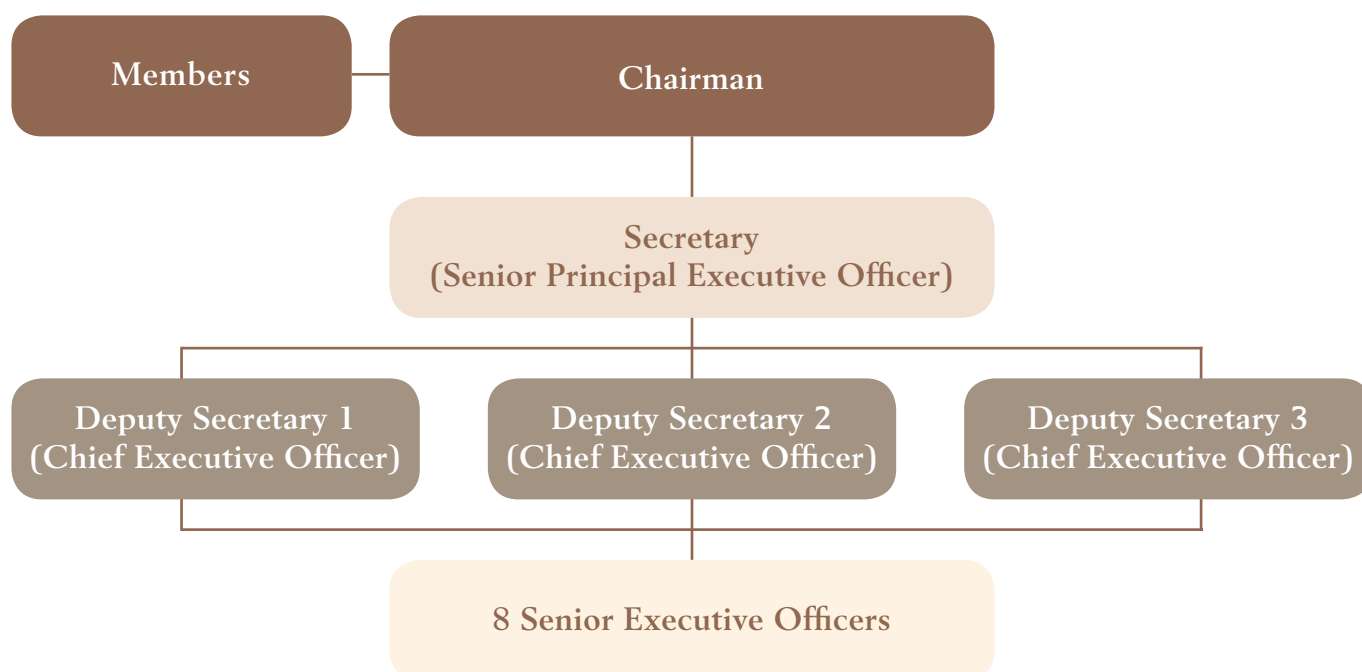 Members
Chairman
Secretary
(Senior Principal Executive Officer)
Deputy Secretary 1
(Chief Executive Officer)
Deputy Secretary 2
(Chief Executive Officer)
Deputy Secretary 3
(Chief Executive Officer)
8 Senior Executive Officers